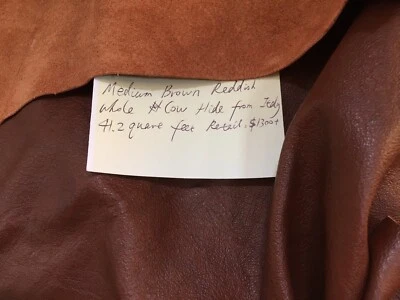 Medium Brown Reddish
whole Cow Hide from Italy
41.2 quare feet Retail. $1300+